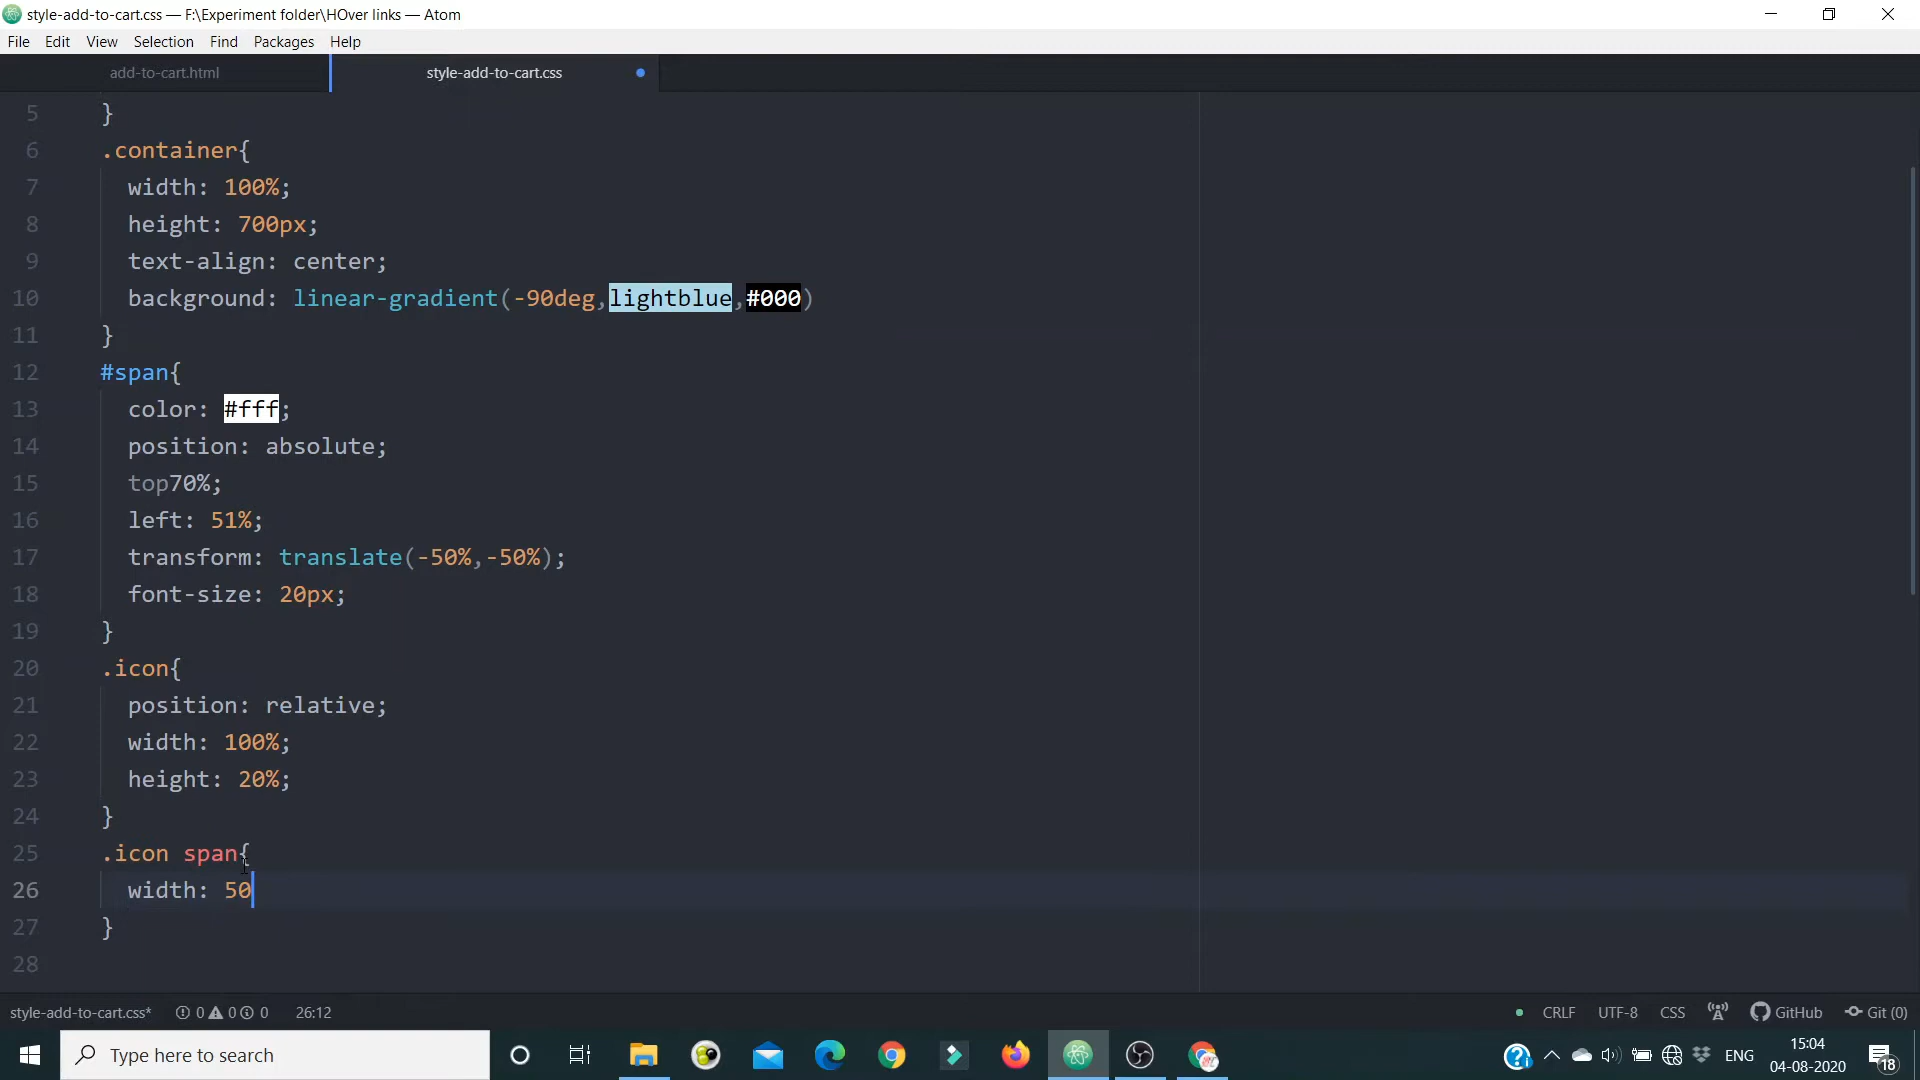 style-add-to-cart.css — F:\Experiment folder\HOver links — Atom
File Edit View Selection Find Packages Help
add-to-cart.html style-add-to-cart.css
5 }
6 .container{
7 width: 100%;
8 height: 700px;
9 text-align: center;
10 background: linear-gradient(-90deg,lightblue,#000)
11 }
12 #span{
13 color: #fff;
14 position: absolute;
15 top70%;
16 left: 51%;
17 transform: translate(-50%,-50%);
18 font-size: 20px;
19 }
20 .icon{
21 position: relative;
22 width: 100%;
23 height: 20%;
24 }
25 .icon span{
26 width: 50
27 }
28
style-add-to-cart.css* 0 0 0 26:12 CRLF UTF-8 CSS GitHub Git (0)
Type here to search ENG 15:04 18
04-08-2020